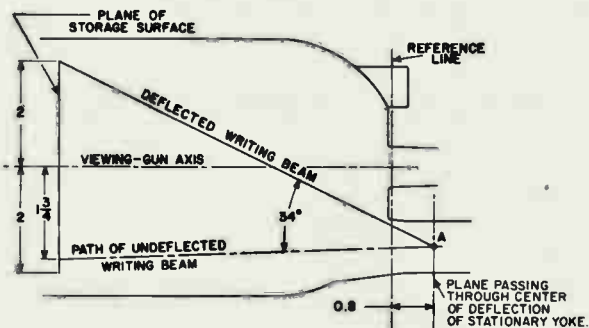 PLANE OF
STORAGE SURFACE
REFERENCE
LINE
DEFLECTED WRITING BEAM
2
VIEWING-GUN AXIS
2
1 3/4
34°
A
PATH OF UNDEFLECTED
WRITING BEAM
0.8
PLANE PASSING
THROUGH CENTER
OF DEFLECTION
OF STATIONARY YOKE.